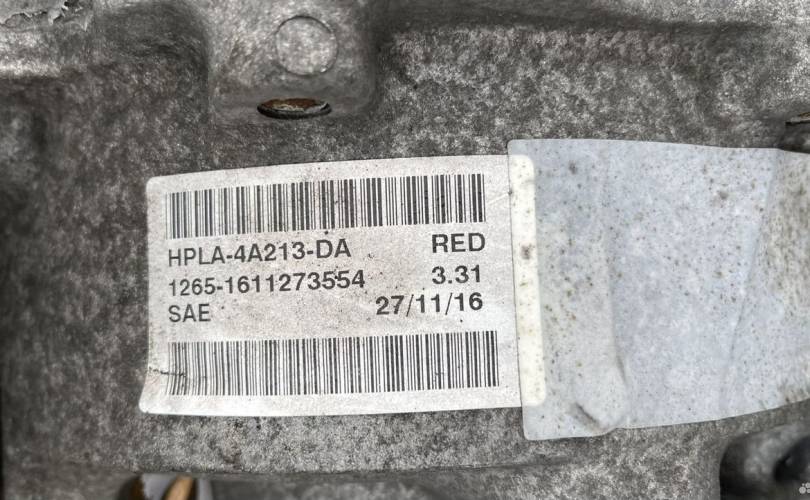 HPLA-4A213-DA RED
1265-1611273554 3.31
SAE 27/11/16